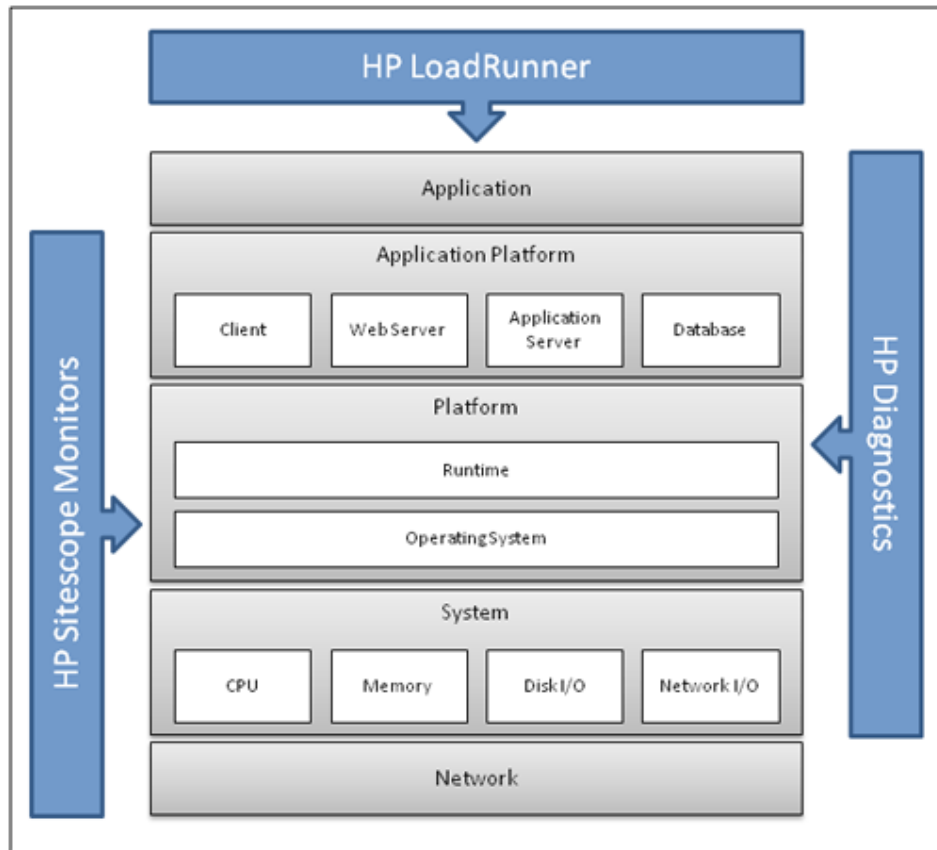 HP LoadRunner
Application
Application Platform
Client
Web Server
Application
Server
Database
Platform
Runtime
Operating System
System
CPU
Memory
Disk I/O
Network I/O
Network
HP Sitescope Monitors
HP Diagnostics